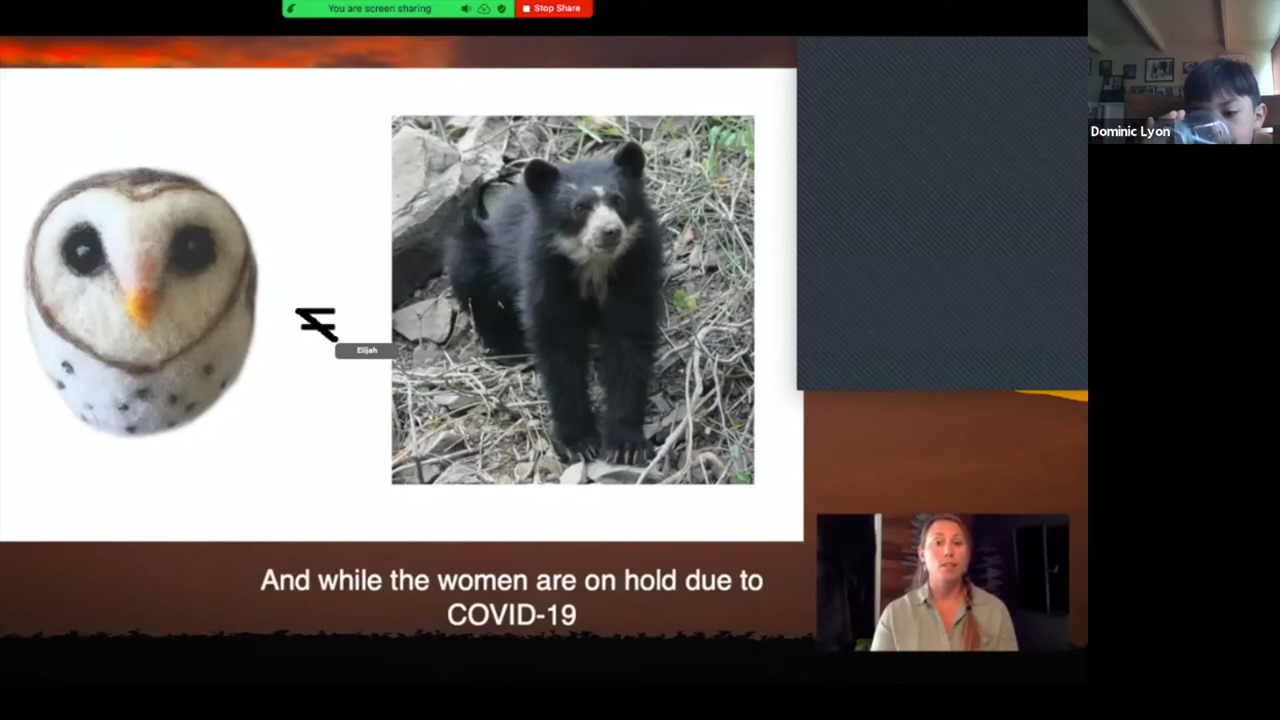 You are screen sharing
Stop Share
Dominic Lyon
Elijah
And while the women are on hold due to
COVID-19